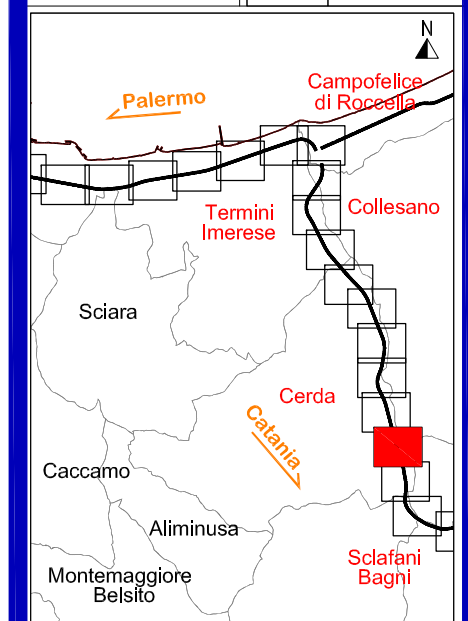 N
Campofelice
di Roccella
Palermo
Termini
Imerese
Collesano
Sciara
Cerda
Catania
Caccamo
Aliminusa
Montemaggiore
Belsito
Sclafani
Bagni